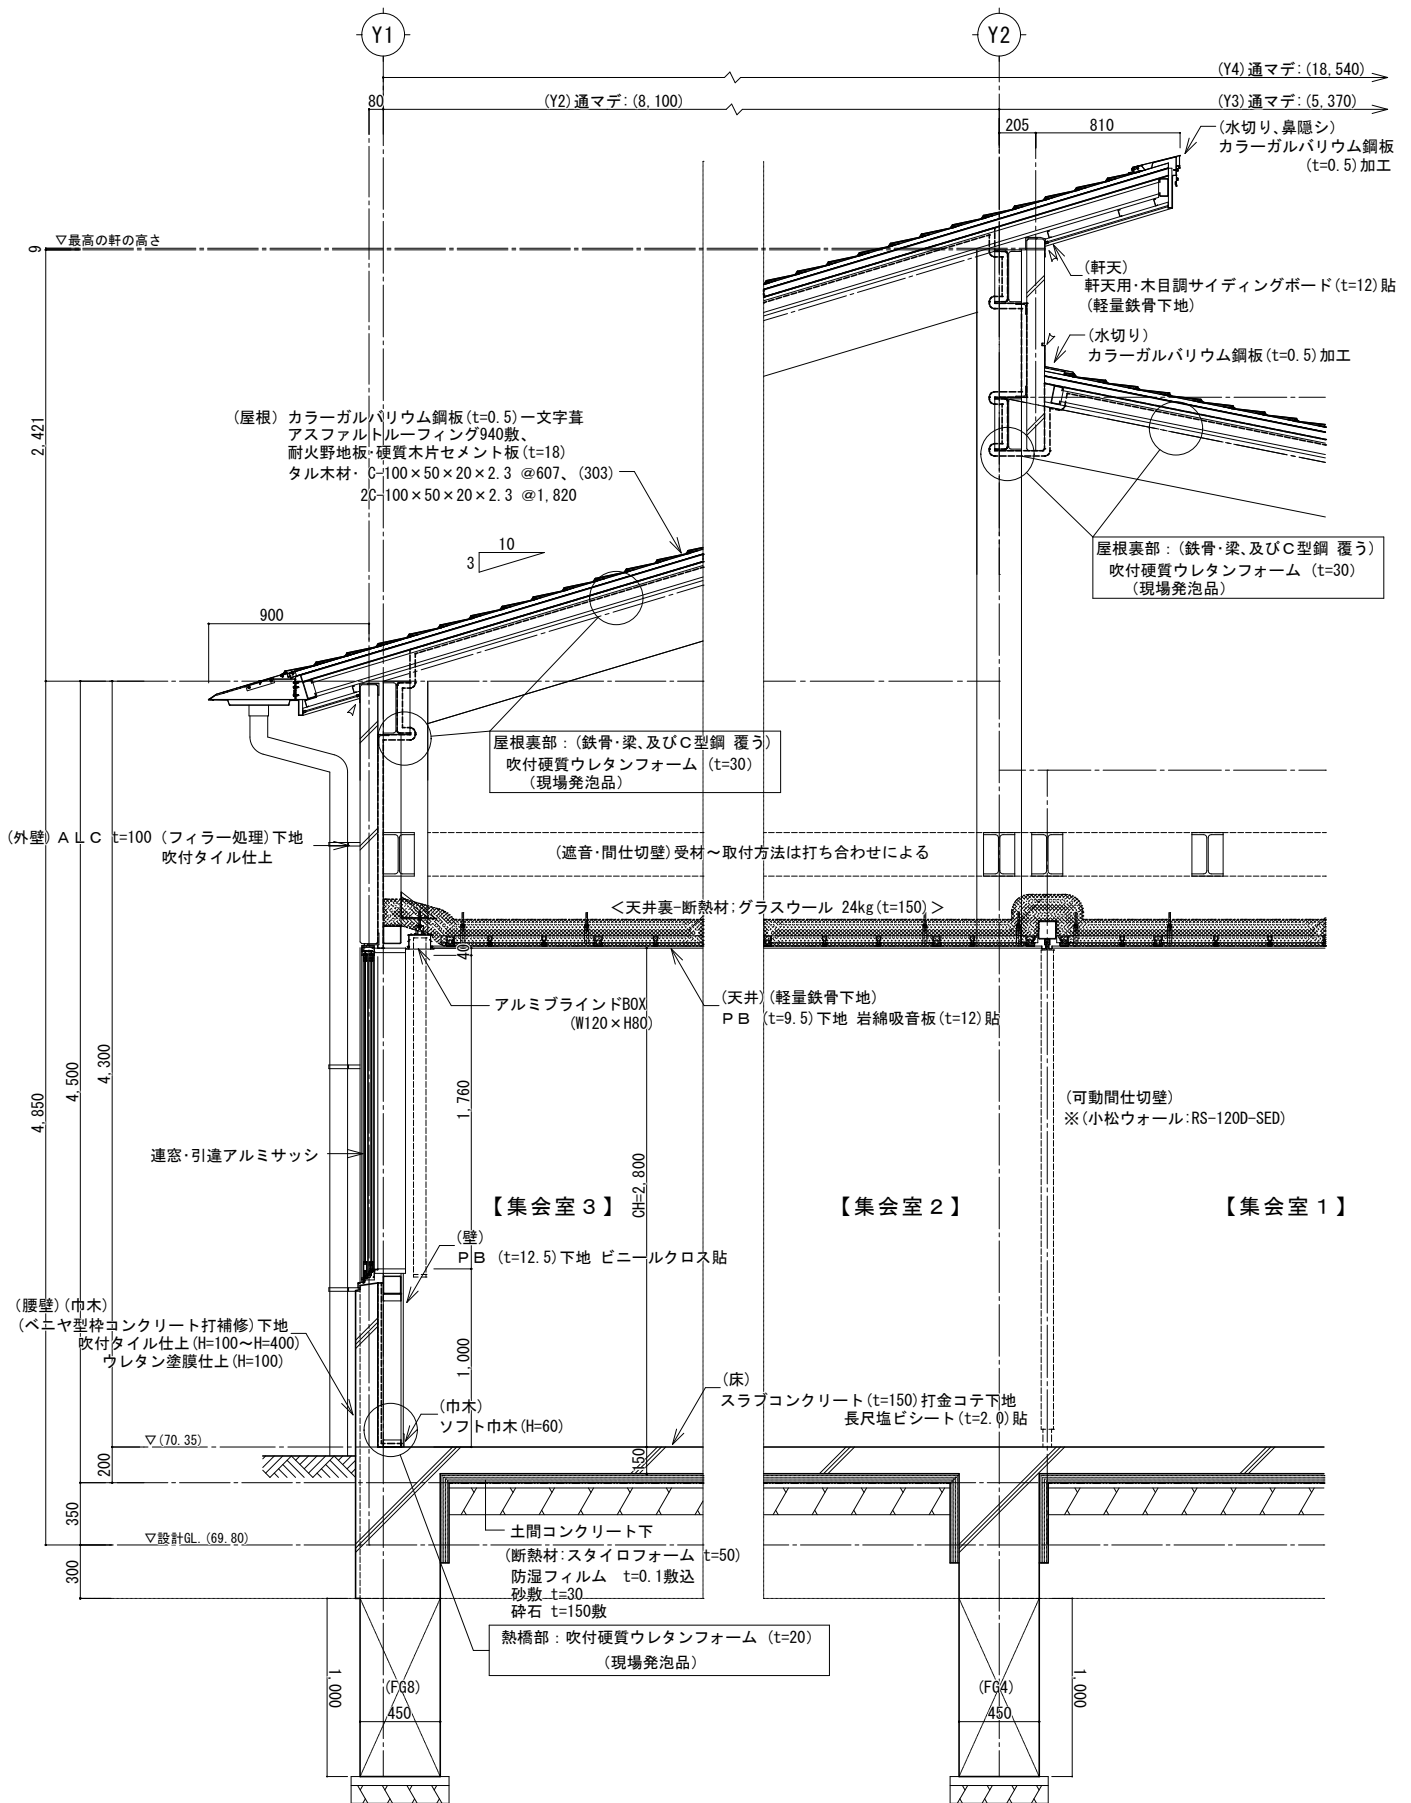 Y1
Y2
(Y4)通マデ:(18,540)
80
(Y2)通マデ:(8,100)
(Y3)通マデ:(5,370)
205
810
(水切り、鼻隠シ)
カラーガルバリウム鋼板
(t=0.5)加工
9
▽最高の軒の高さ
(軒天)
軒天用・木目調サイディングボード(t=12)貼
(軽量鉄骨下地)
(水切り)
カラーガルバリウム鋼板(t=0.5)加工
2,421
(屋根) カラーガルバリウム鋼板(t=0.5)一文字葺
アスファルトルーフィング940敷、
耐火野地板・硬質木片セメント板(t=18)
タル木材・ C-100×50×20×2.3 @607、(303)
2C-100×50×20×2.3 @1,820
10
3
屋根裏部：(鉄骨・梁、及びC型鋼 覆う)
吹付硬質ウレタンフォーム (t=30)
(現場発泡品)
900
屋根裏部：(鉄骨・梁、及びC型鋼 覆う)
吹付硬質ウレタンフォーム (t=30)
(現場発泡品)
(外壁)ALC t=100 (フィラー処理)下地
吹付タイル仕上
(遮音・間仕切壁)受材～取付方法は打ち合わせによる
＜天井裏-断熱材;グラスウール 24kg(t=150)＞
40
アルミブラインドBOX
(W120×H80)
(天井)(軽量鉄骨下地)
PB (t=9.5)下地 岩綿吸音板(t=12)貼
4,850
4,500
4,300
1,760
CH=2,800
(可動間仕切壁)
※(小松ウォール:RS-120D-SED)
連窓・引違アルミサッシ
【集会室３】
【集会室２】
【集会室１】
(壁)
PB (t=12.5)下地 ビニールクロス貼
(腰壁)(巾木)
(ベニヤ型枠コンクリート打補修)下地
吹付タイル仕上(H=100～H=400)
ウレタン塗膜仕上(H=100)
1,000
(床)
スラブコンクリート(t=150)打金コテ下地
長尺塩ビシート(t=2.0)貼
(巾木)
ソフト巾木(H=60)
▽(70.35)
200
150
350
▽設計GL.(69.80)
300
土間コンクリート下
(断熱材:スタイロフォーム t=50)
防湿フィルム t=0.1敷込
砂敷 t=30
砕石 t=150敷
熱橋部：吹付硬質ウレタンフォーム (t=20)
(現場発泡品)
1,000
(FG8)
450
(FG4)
450
1,000